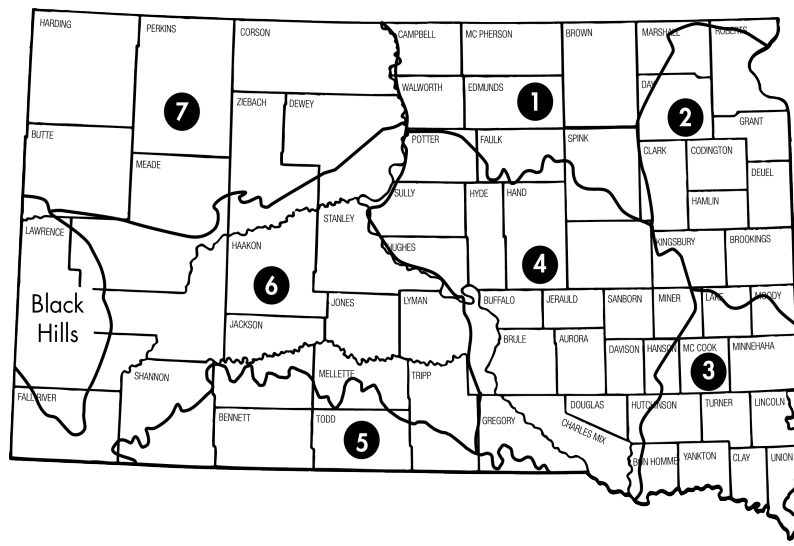 HARDING
PERKINS
CORSON
CAMPBELL
MC PHERSON
BROWN
MARSHALL
ROBERTS
WALWORTH
EDMUNDS
DAY
ZIEBACH
DEWEY
7
1
2
BUTTE
MEADE
POTTER
FAULK
SPINK
GRANT
CLARK
CODINGTON
DEUEL
SULLY
HYDE
HAND
HAMLIN
LAWRENCE
HAAKON
STANLEY
HUGHES
KINGSBURY
BROOKINGS
6
4
Black
Hills
JONES
LYMAN
BUFFALO
JERAULD
SANBORN
MINER
LAKE
MOODY
JACKSON
BRULE
AURORA
DAVISON
HANSON
MC COOK
MINNEHAHA
3
SHANNON
MELLETTE
TRIPP
FALL RIVER
BENNETT
TODD
5
GREGORY
DOUGLAS
CHARLES MIX
HUTCHINSON
TURNER
LINCOLN
BON HOMME
YANKTON
CLAY
UNION